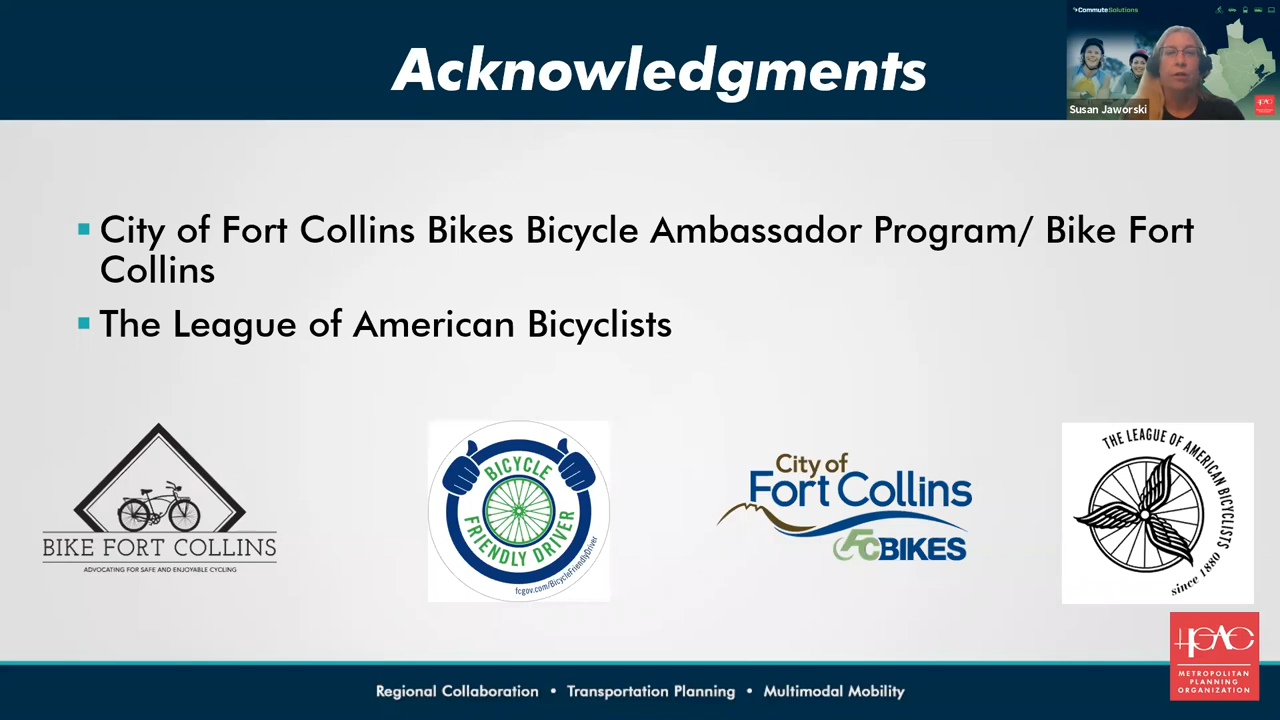 Acknowledgments
CommuteSolutions
Susan Jaworski
City of Fort Collins Bikes Bicycle Ambassador Program/ Bike Fort
Collins
The League of American Bicyclists
BIKE FORT COLLINS
ADVOCATING FOR SAFE AND ENJOYABLE CYCLING
BICYCLE
FRIENDLY DRIVER
fcgov.com/BicycleFriendlyDriver
City of
Fort Collins
FCBIKES
THE LEAGUE OF AMERICAN BICYCLISTS
since 1880
HGAC
METROPOLITAN
PLANNING
ORGANIZATION
Regional Collaboration • Transportation Planning • Multimodal Mobility